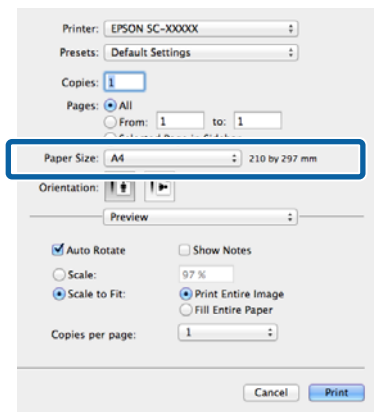 Printer: EPSON SC-XXXXX
Presets: Default Settings
Copies: 1
Pages: All
From: 1 to: 1
Paper Size: A4 210 by 297 mm
Orientation:
Preview
Auto Rotate Show Notes
Scale: 97 %
Scale to Fit: Print Entire Image
Fill Entire Paper
Copies per page: 1
Cancel Print